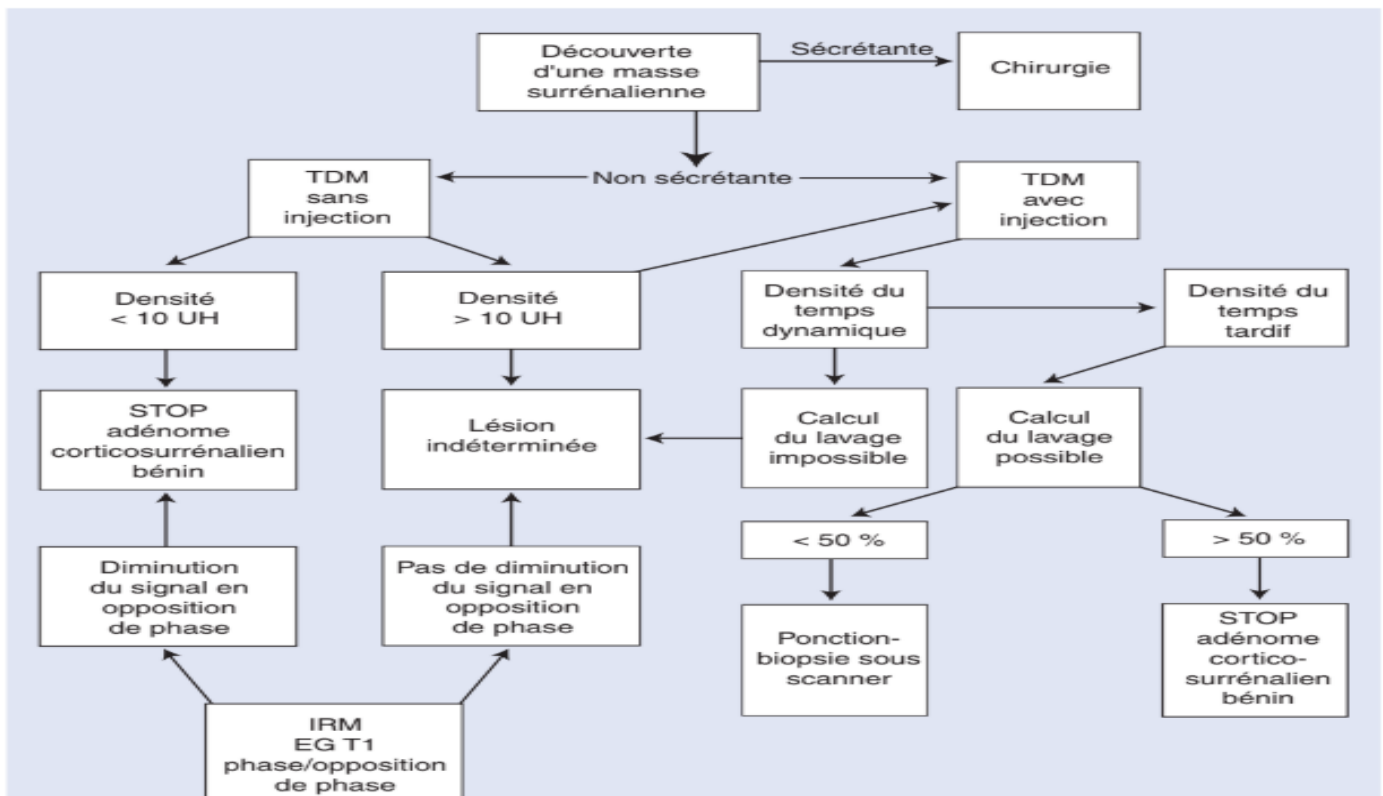 Découverte
d'une masse
surrénalienne
Sécrétante
Chirurgie
Non sécrétante
TDM
sans
injection
TDM
avec
injection
Densité
< 10 UH
Densité
> 10 UH
Densité du
temps
dynamique
Densité du
temps
tardif
STOP
adénome
corticosurrénalien
bénin
Lésion
indéterminée
Calcul
du lavage
impossible
Calcul
du lavage
possible
< 50 %
> 50 %
Diminution
du signal en
opposition
de phase
Pas de diminution
du signal en
opposition
de phase
Ponction-
biopsie sous
scanner
STOP
adénome
cortico-
surrénalien
bénin
IRM
EG T1
phase/opposition
de phase